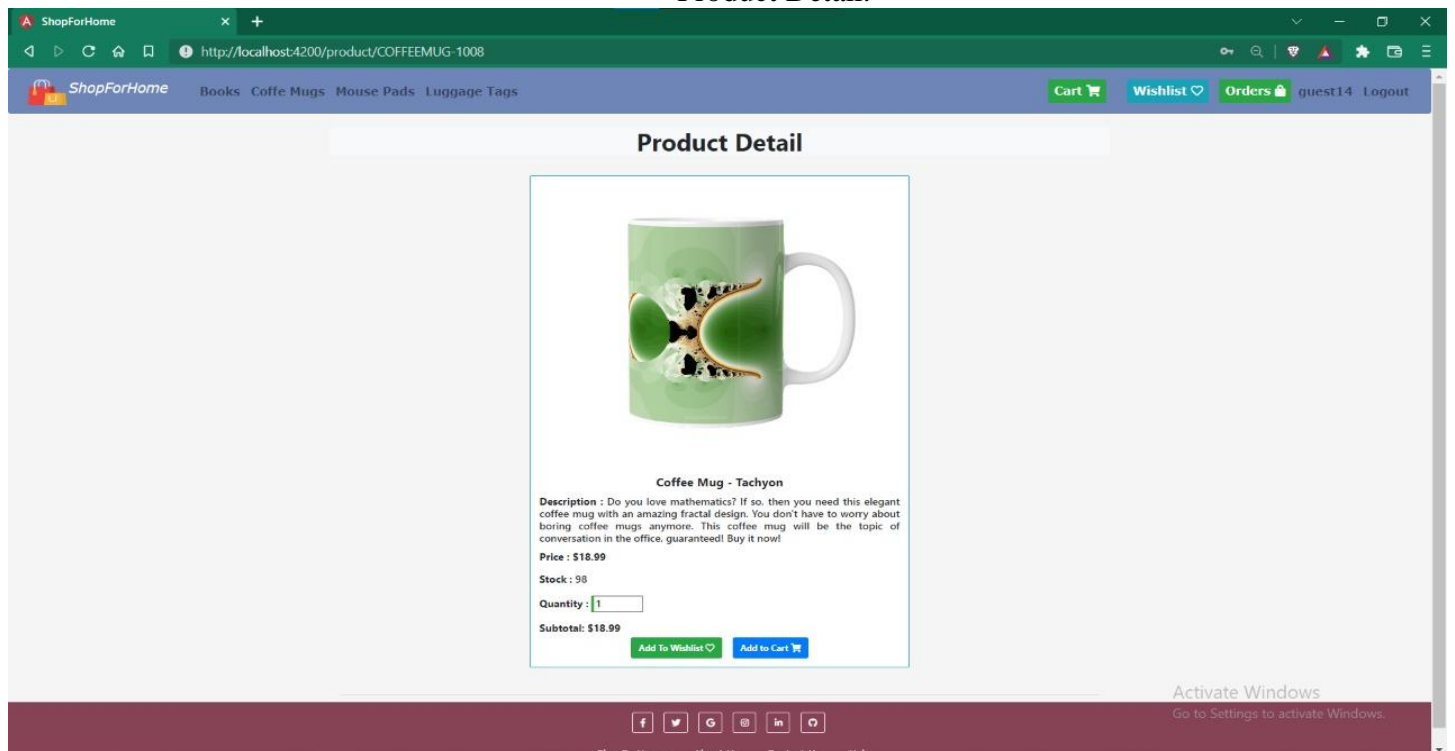 Product Detail:
ShopForHome
http://localhost:4200/product/COFFEEMUG-1008
ShopForHome Books Coffe Mugs Mouse Pads Luggage Tags Cart Wishlist Orders guest14 Logout
Product Detail
Coffee Mug - Tachyon
Description : Do you love mathematics? If so, then you need this elegant
coffee mug with an amazing fractal design. You don't have to worry about
boring coffee mugs anymore. This coffee mug will be the topic of
conversation in the office, guaranteed! Buy it now!
Price : $18.99
Stock : 98
Quantity : 1
Subtotal: $18.99
Add To Wishlist Add to Cart
Activate Windows
Go to Settings to activate Windows.